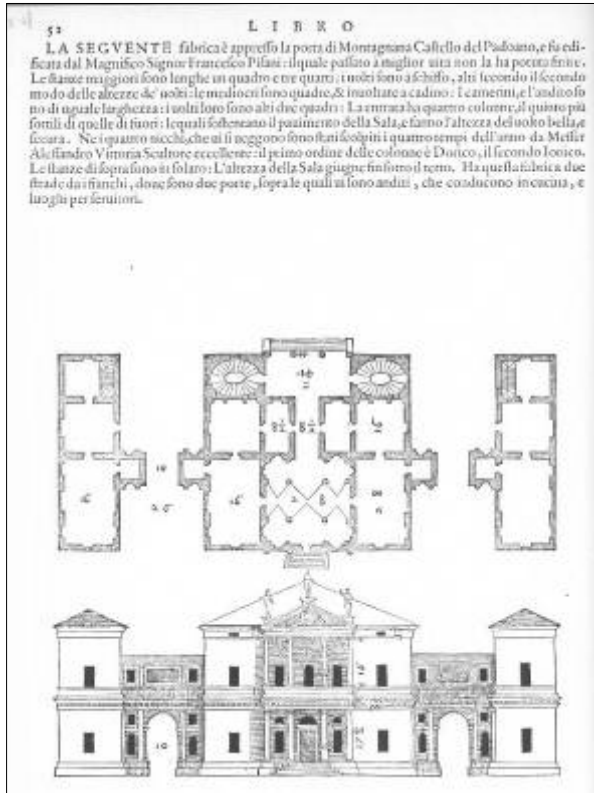 52 LIBRO
LA SEGVENTE fabrica è appresso la porta di Montagnana Castello del Padoano, e fu edi-
ficata dal Magnifico Signor Francesco Pisani: il quale passato a miglior uita non la ha potuta finire.
Le stanze maggiori sono lunghe un quadro e tre quarti, i uolti sono a schiffo, alti secondo il secondo
modo delle altezze de' uolti: le mediocri sono quadre, & inuoltate a cadino: I camerini, e l'andito so
no di uguale larghezza: i uolti loro sono alti due quadri: La entrata ha quattro colonne, il quinto più
sottili di quelle di fuori: lequali sostentano il pauimento della Sala, e fanno l'altezza del uolto bella, e
secura. Ne i quattro nicchi, che ui si ueggono sono stati scolpiti i quattro tempi dell'anno da Messer
Alessandro Vittoria Scultore eccellente: il primo ordine delle colonne è Dorico, il secondo Ionico.
Le stanze di sopra sono in solaro: L'altezza della Sala giugne fin sotto il tetto. Ha questa fabrica due
strade da i fianchi, doue sono due porte, sopra le quali ui sono anditi, che conducono in cucina, e
luoghi per seruitori.
16
10
16
10